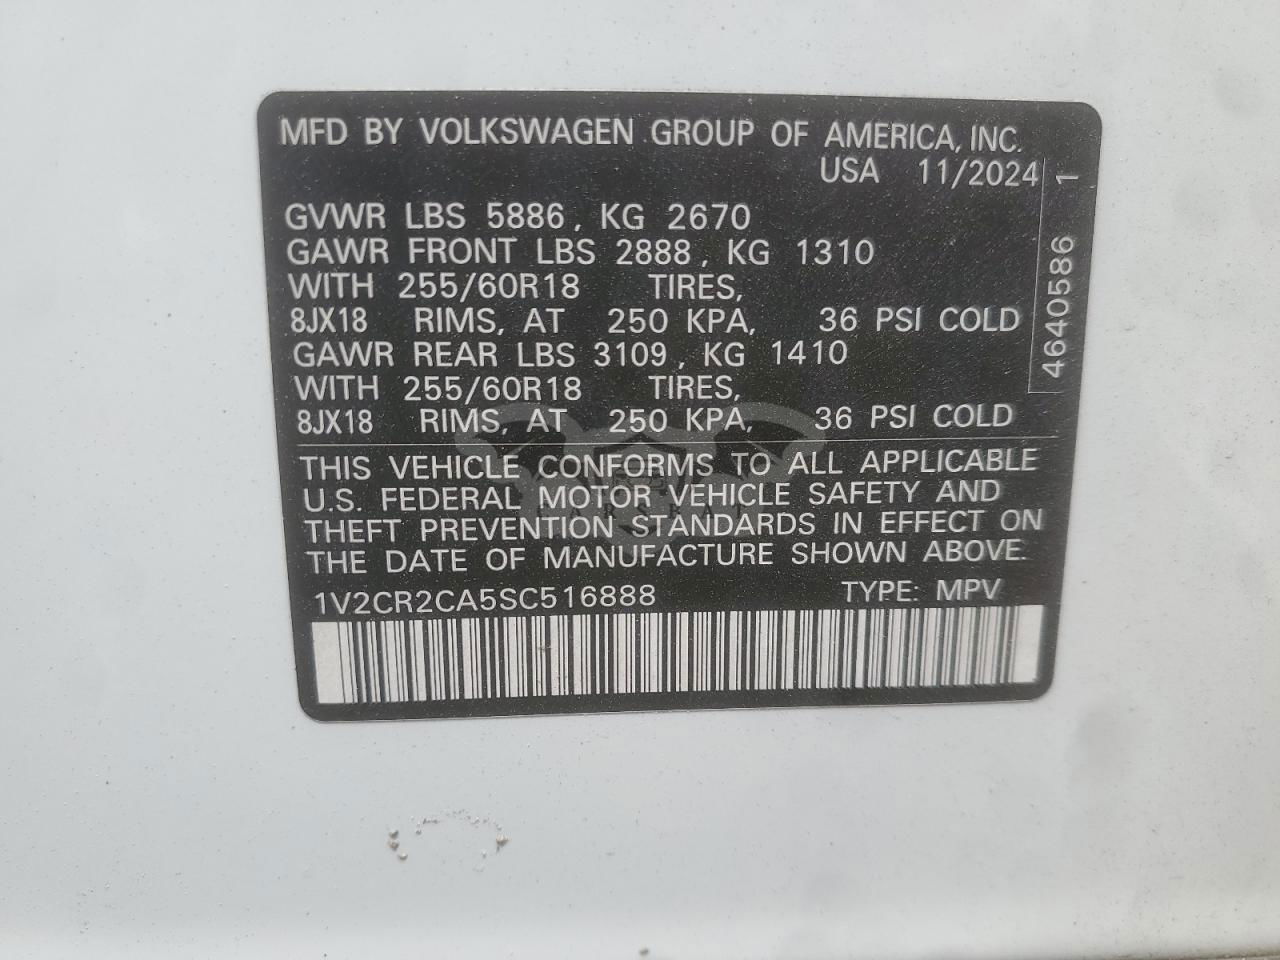 MFD BY VOLKSWAGEN GROUP OF AMERICA, INC.
USA 11/2024
GVWR LBS 5886, KG 2670
GAWR FRONT LBS 2888, KG 1310
WITH 255/60R18 TIRES,
8JX18 RIMS, AT 250 KPA, 36 PSI COLD
GAWR REAR LBS 3109, KG 1410
WITH 255/60R18 TIRES,
8JX18 RIMS, AT 250 KPA, 36 PSI COLD
4640586 1
THIS VEHICLE CONFORMS TO ALL APPLICABLE
U.S. FEDERAL MOTOR VEHICLE SAFETY AND
THEFT PREVENTION STANDARDS IN EFFECT ON
THE DATE OF MANUFACTURE SHOWN ABOVE.
1V2CR2CA5SC516888 TYPE: MPV